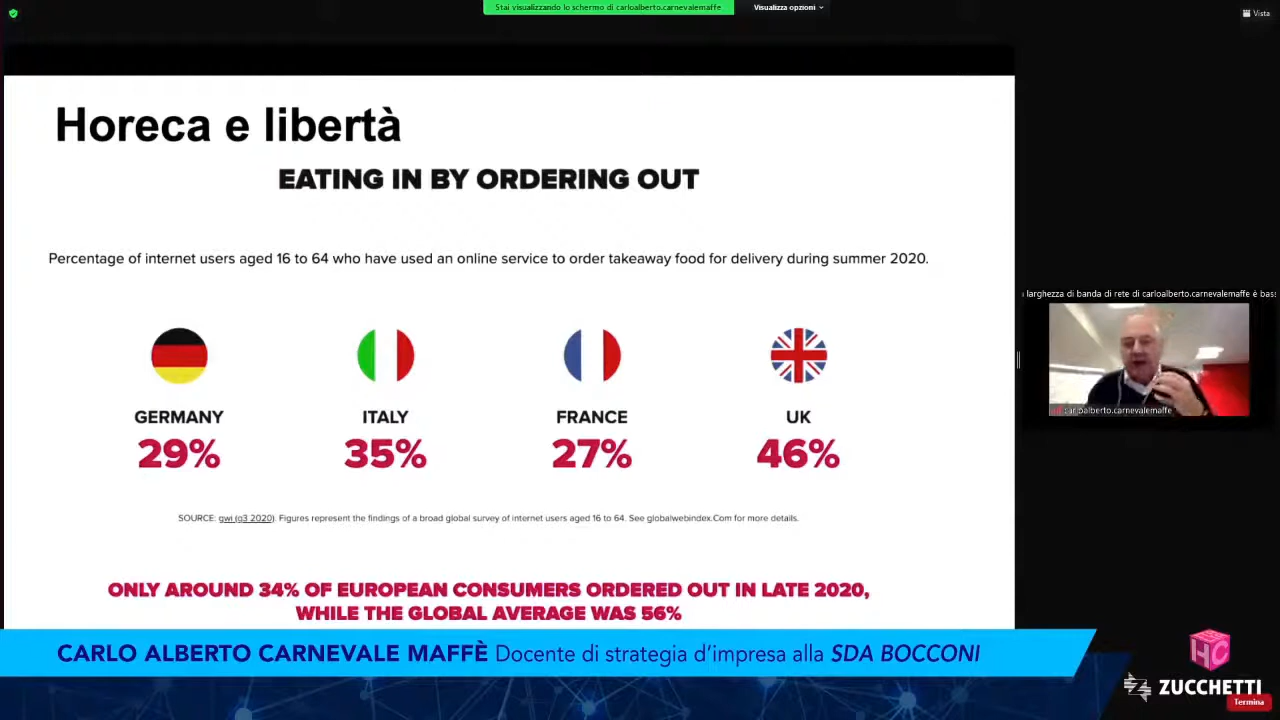 Stai visualizzando lo schermo di carloalberto.carnevalemaffe
Visualizza opzioni
Vista
Horeca e libertà
EATING IN BY ORDERING OUT
Percentage of internet users aged 16 to 64 who have used an online service to order takeaway food for delivery during summer 2020.
GERMANY
29%
ITALY
35%
FRANCE
27%
UK
46%
SOURCE: gwi (q3 2020). Figures represent the findings of a broad global survey of internet users aged 16 to 64. See globalwebindex.Com for more details.
ONLY AROUND 34% OF EUROPEAN CONSUMERS ORDERED OUT IN LATE 2020,
WHILE THE GLOBAL AVERAGE WAS 56%
larghezza di banda di rete di carloalberto.carnevalemaffe è bas
carloalberto.carnevalemaffe
CARLO ALBERTO CARNEVALE MAFFÈ Docente di strategia d'impresa alla SDA BOCCONI
HC
ZUCCHETTI
Termina